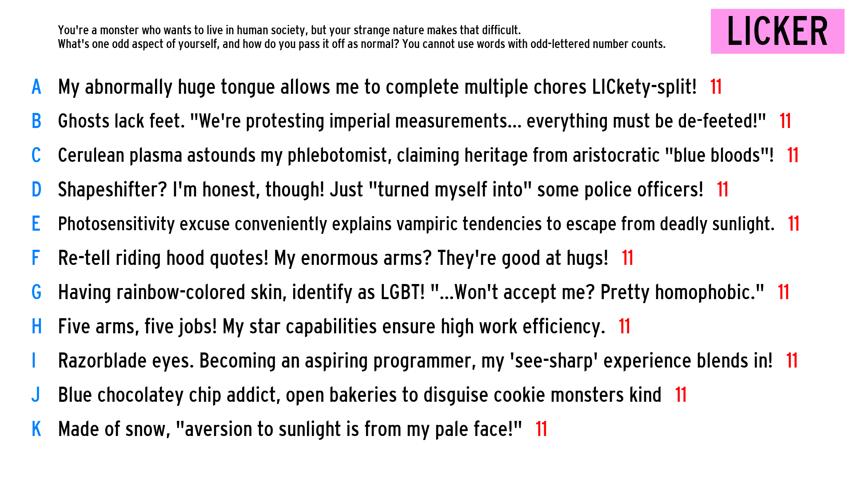 You're a monster who wants to live in human society, but your strange nature makes that difficult.
What's one odd aspect of yourself, and how do you pass it off as normal? You cannot use words with odd-lettered number counts.
LICKER
A My abnormally huge tongue allows me to complete multiple chores LICkety-split! 11
B Ghosts lack feet. "We're protesting imperial measurements... everything must be de-feeted!" 11
C Cerulean plasma astounds my phlebotomist, claiming heritage from aristocratic "blue bloods"! 11
D Shapeshifter? I'm honest, though! Just "turned myself into" some police officers! 11
E Photosensitivity excuse conveniently explains vampiric tendencies to escape from deadly sunlight. 11
F Re-tell riding hood quotes! My enormous arms? They're good at hugs! 11
G Having rainbow-colored skin, identify as LGBT! "...Won't accept me? Pretty homophobic." 11
H Five arms, five jobs! My star capabilities ensure high work efficiency. 11
I Razorblade eyes. Becoming an aspiring programmer, my 'see-sharp' experience blends in! 11
J Blue chocolatey chip addict, open bakeries to disguise cookie monsters kind 11
K Made of snow, "aversion to sunlight is from my pale face!" 11